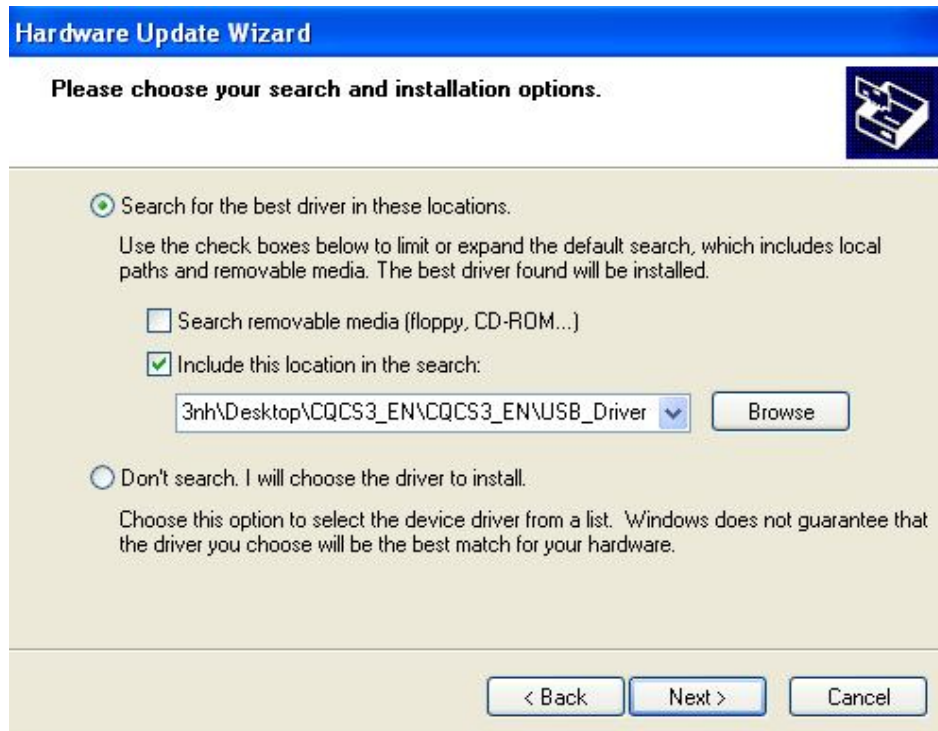 Hardware Update Wizard
Please choose your search and installation options.
Search for the best driver in these locations.
Use the check boxes below to limit or expand the default search, which includes local
paths and removable media. The best driver found will be installed.
Search removable media (floppy, CD-ROM...)
Include this location in the search:
3nh\Desktop\CQCS3_EN\CQCS3_EN\USB_Driver
Browse
Don't search. I will choose the driver to install.
Choose this option to select the device driver from a list. Windows does not guarantee that
the driver you choose will be the best match for your hardware.
< Back
Next >
Cancel